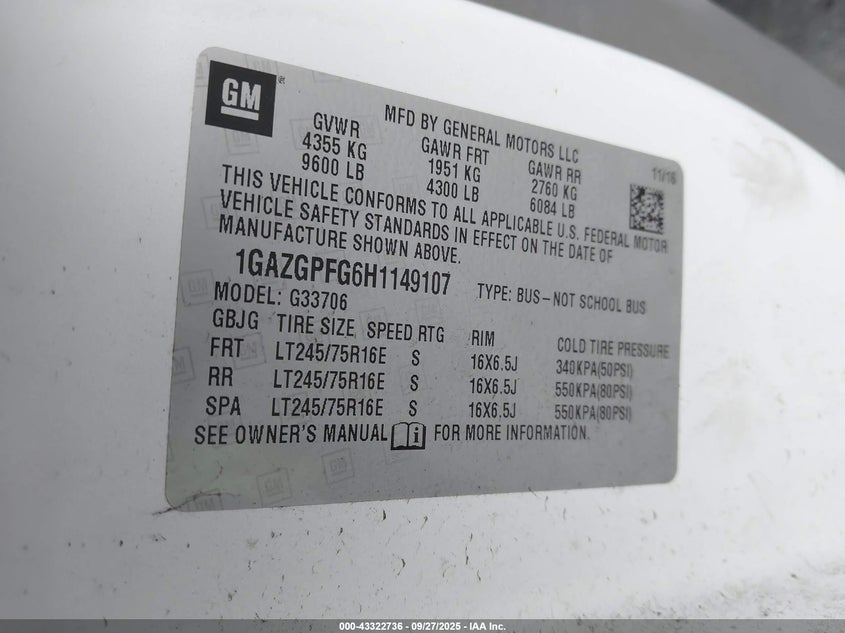 GM
MFD BY GENERAL MOTORS LLC 11/16
GVWR GAWR FRT GAWR RR
4355 KG 1951 KG 2760 KG
9600 LB 4300 LB 6084 LB
THIS VEHICLE CONFORMS TO ALL APPLICABLE U.S. FEDERAL MOTOR
VEHICLE SAFETY STANDARDS IN EFFECT ON THE DATE OF
MANUFACTURE SHOWN ABOVE.
1GAZGPFG6H1149107 TYPE: BUS-NOT SCHOOL BUS
MODEL: G33706
GBJG TIRE SIZE SPEED RTG RIM COLD TIRE PRESSURE
FRT LT245/75R16E S 16X6.5J 340KPA(50PSI)
RR LT245/75R16E S 16X6.5J 550KPA(80PSI)
SPA LT245/75R16E S 16X6.5J 550KPA(80PSI)
SEE OWNER'S MANUAL i FOR MORE INFORMATION.
000-43322736 - 09/27/2025 - IAA Inc.